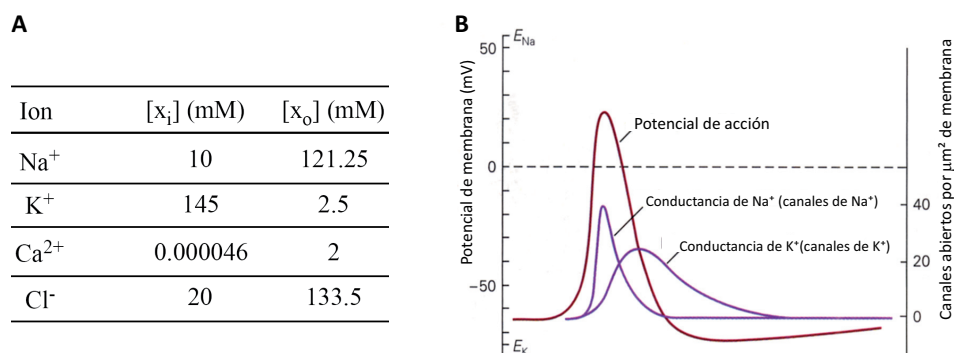 A
Ion [xi] (mM) [xo] (mM)
Na⁺ 10 121.25
K⁺ 145 2.5
Ca²⁺ 0.000046 2
Cl⁻ 20 133.5
B
Potencial de membrana (mV)
50
0
−50
E_Na
E_K
Potencial de acción
Conductancia de Na⁺ (canales de Na⁺)
Conductancia de K⁺(canales de K⁺)
40
20
0
Canales abiertos por µm² de membrana